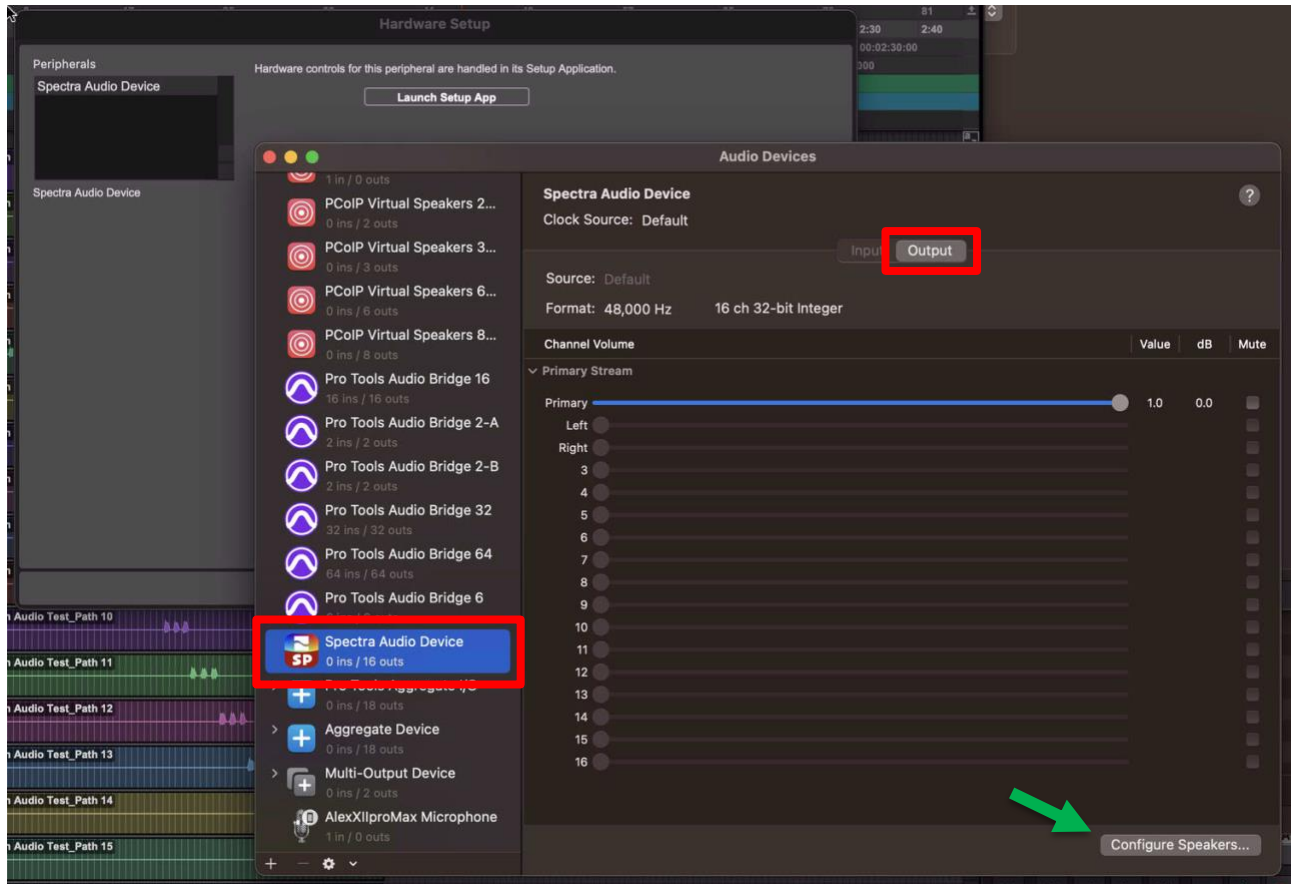 Hardware Setup
81
2:30 2:40
00:02:30:00
000
Peripherals
Spectra Audio Device
Hardware controls for this peripheral are handled in its Setup Application.
Launch Setup App
Spectra Audio Device
Audio Devices
1 in / 0 outs
PCoIP Virtual Speakers 2...
0 ins / 2 outs
PCoIP Virtual Speakers 3...
0 ins / 3 outs
PCoIP Virtual Speakers 6...
0 ins / 6 outs
PCoIP Virtual Speakers 8...
0 ins / 8 outs
Pro Tools Audio Bridge 16
16 ins / 16 outs
Pro Tools Audio Bridge 2-A
2 ins / 2 outs
Pro Tools Audio Bridge 2-B
2 ins / 2 outs
Pro Tools Audio Bridge 32
32 ins / 32 outs
Pro Tools Audio Bridge 64
64 ins / 64 outs
Pro Tools Audio Bridge 6
SP
Spectra Audio Device
0 ins / 16 outs
Pro Tools Aggregate I/O
0 ins / 18 outs
Aggregate Device
0 ins / 18 outs
Multi-Output Device
0 ins / 2 outs
AlexXIIproMax Microphone
1 in / 0 outs
Spectra Audio Device
?
Clock Source: Default
Input Output
Source: Default
Format: 48,000 Hz 16 ch 32-bit Integer
Channel Volume Value dB Mute
Primary Stream
Primary 1.0 0.0
Left
Right
3
4
5
6
7
8
9
10
11
12
13
14
15
16
Configure Speakers...
Audio Test_Path 10
Audio Test_Path 11
Audio Test_Path 12
Audio Test_Path 13
Audio Test_Path 14
Audio Test_Path 15